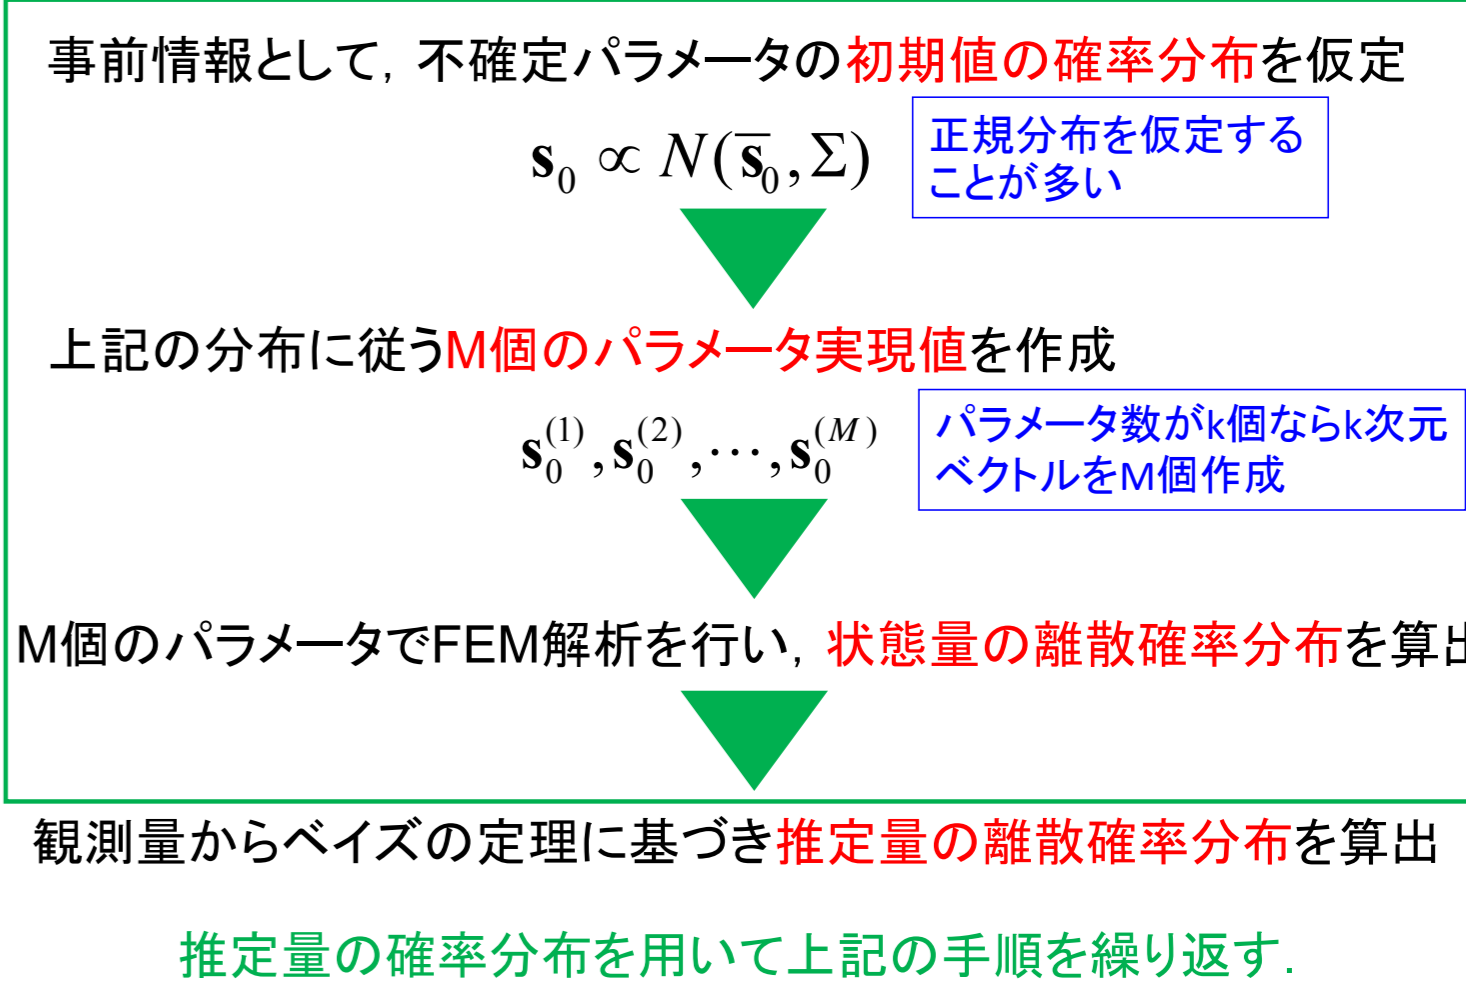 事前情報として，不確定パラメータの初期値の確率分布を仮定
s₀ ∝ N(s̅₀, Σ)
正規分布を仮定する
ことが多い
上記の分布に従うM個のパラメータ実現値を作成
s₀⁽¹⁾, s₀⁽²⁾, ⋯, s₀⁽ᴹ⁾
パラメータ数がk個ならk次元
ベクトルをM個作成
M個のパラメータでFEM解析を行い，状態量の離散確率分布を算出
観測量からベイズの定理に基づき推定量の離散確率分布を算出
推定量の確率分布を用いて上記の手順を繰り返す．